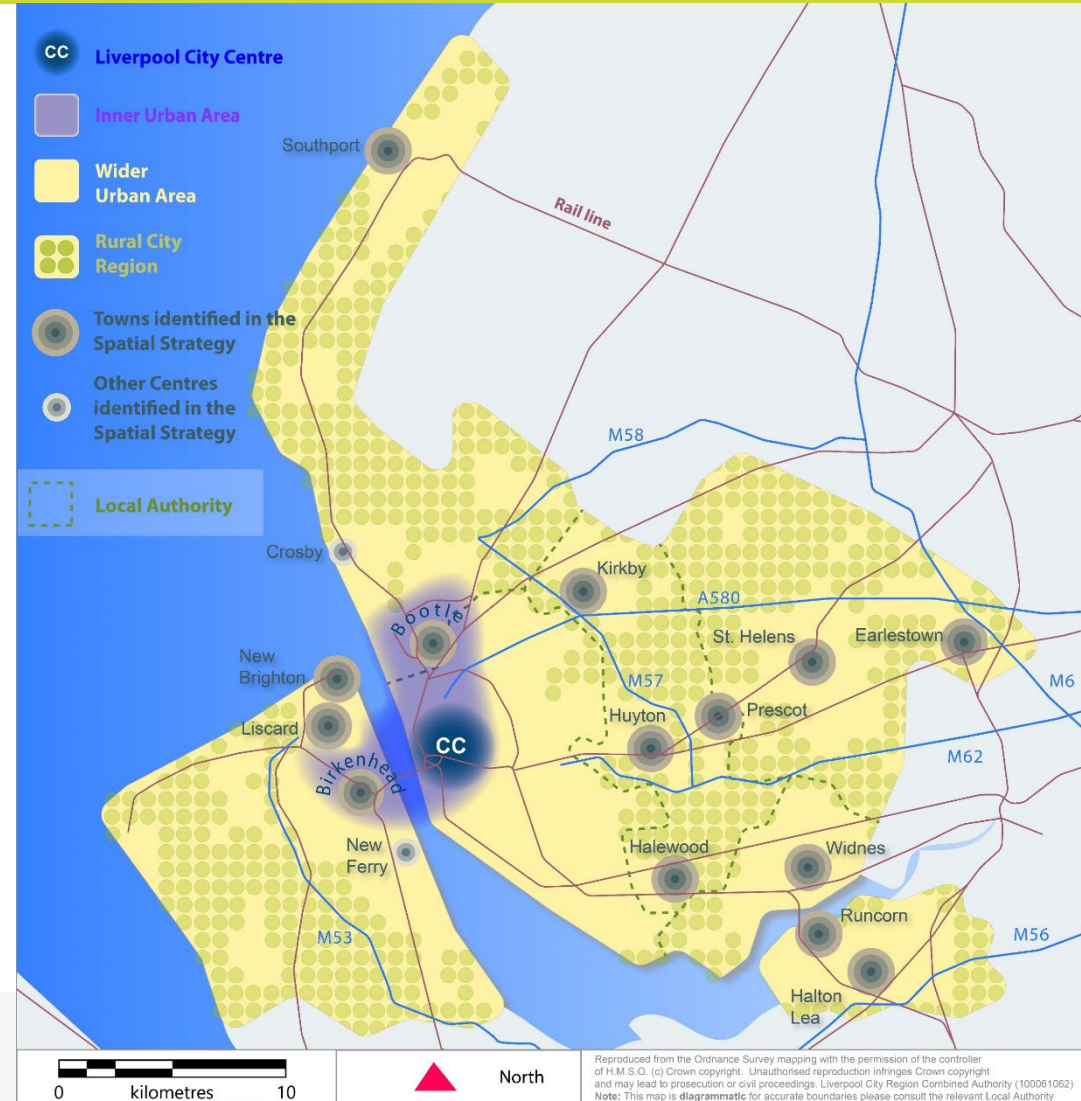 CC
Liverpool City Centre
Inner Urban Area
Wider
Urban Area
Rural City
Region
Towns identified in the
Spatial Strategy
Other Centres
identified in the
Spatial Strategy
Local Authority
Southport
Rail line
M58
Crosby
Kirkby
A580
Bootle
St. Helens
Earlestown
New
Brighton
M57
M6
Liscard
Huyton
Prescot
CC
M62
Birkenhead
New
Ferry
Halewood
Widnes
Runcorn
M53
M56
Halton
Lea
0 kilometres 10
North
Reproduced from the Ordnance Survey mapping with the permission of the controller
of H.M.S.O. (c) Crown copyright. Unauthorised reproduction infringes Crown copyright
and may lead to prosecution or civil proceedings. Liverpool City Region Combined Authority (100061062)
Note: This map is diagrammatic for accurate boundaries please consult the relevant Local Authority